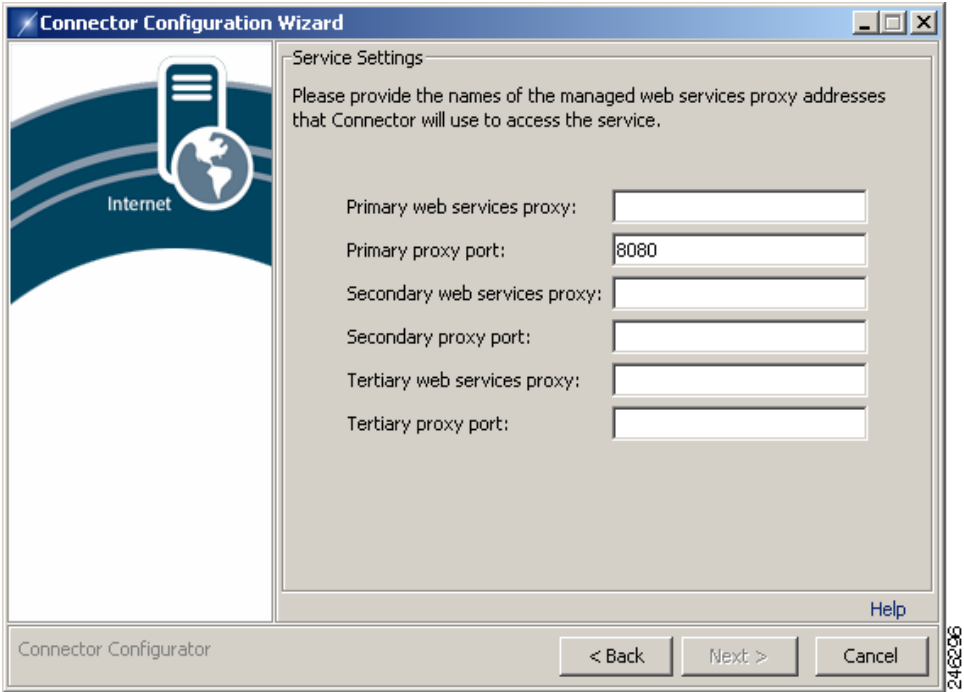 Connector Configuration Wizard
Internet
Service Settings
Please provide the names of the managed web services proxy addresses
that Connector will use to access the service.
Primary web services proxy:
Primary proxy port: 8080
Secondary web services proxy:
Secondary proxy port:
Tertiary web services proxy:
Tertiary proxy port:
Help
Connector Configurator
< Back Next > Cancel
246296